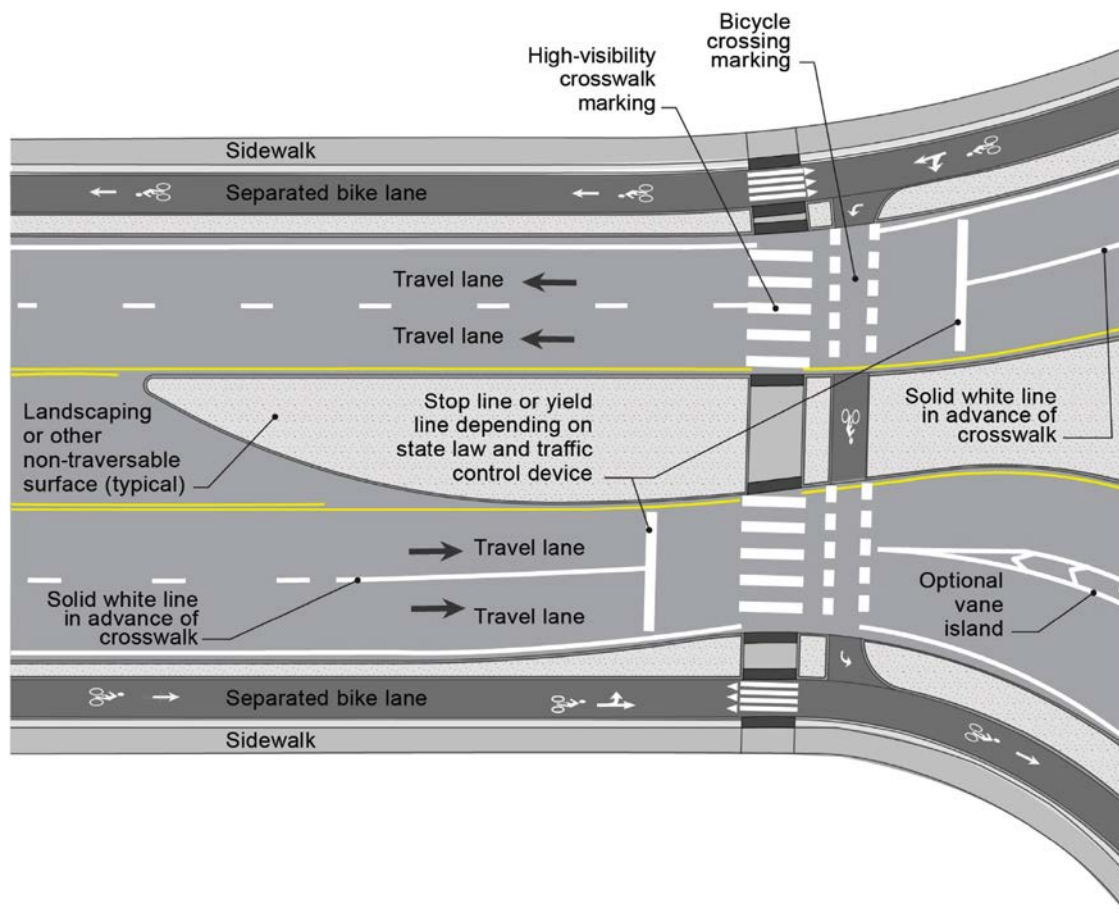 Bicycle
crossing
marking
High-visibility
crosswalk
marking
Sidewalk
Separated bike lane
Travel lane
Travel lane
Landscaping
or other
non-traversable
surface (typical)
Stop line or yield
line depending on
state law and traffic
control device
Solid white line
in advance of
crosswalk
Travel lane
Solid white line
in advance of
crosswalk
Travel lane
Optional
vane
island
Separated bike lane
Sidewalk